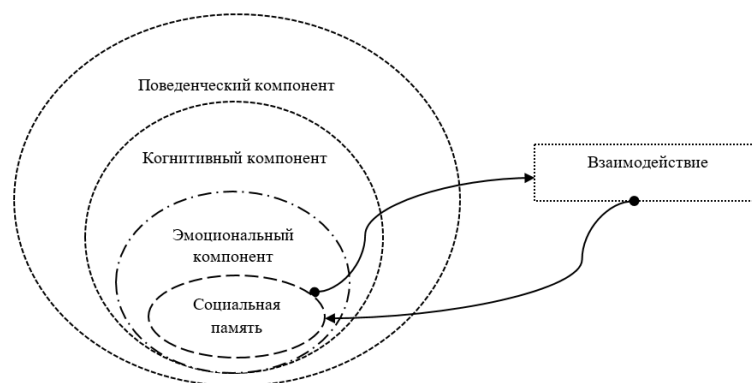 Поведенческий компонент
Когнитивный компонент
Взаимодействие
Эмоциональный
компонент
Социальная
память